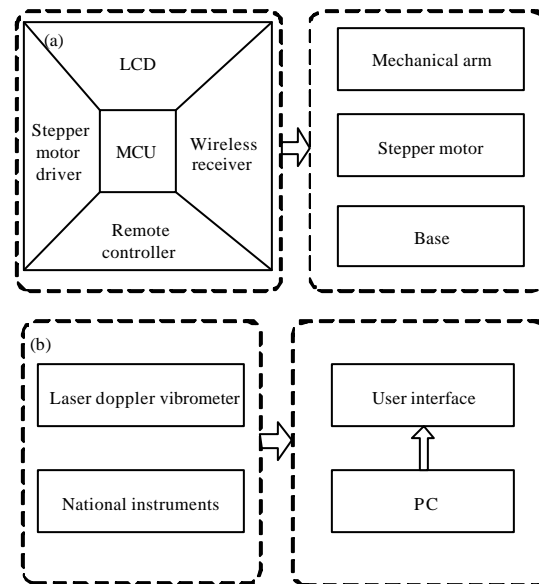 (a)
LCD
Stepper
motor
driver
MCU
Wireless
receiver
Remote
controller
Mechanical arm
Stepper motor
Base
(b)
Laser doppler vibrometer
National instruments
User interface
PC